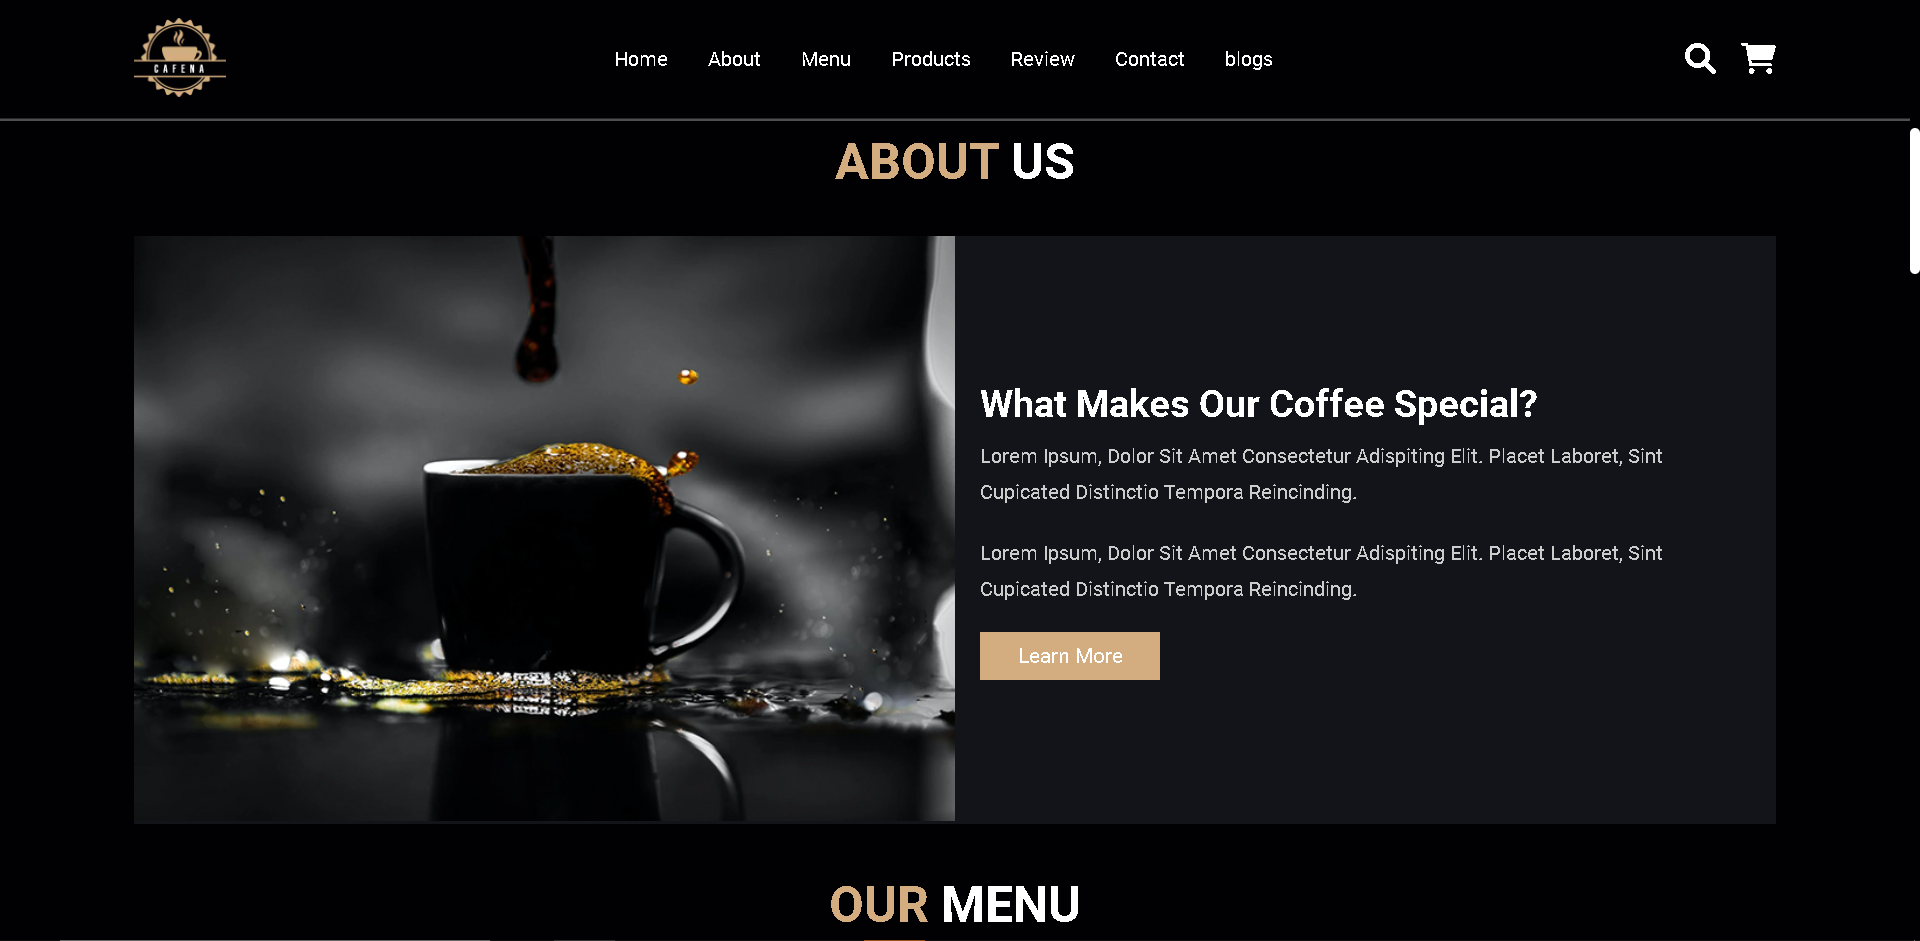 CAFENA
Home About Menu Products Review Contact blogs
ABOUT US
What Makes Our Coffee Special?
Lorem Ipsum, Dolor Sit Amet Consectetur Adispiting Elit. Placet Laboret, Sint
Cupicated Distinctio Tempora Reincinding.
Lorem Ipsum, Dolor Sit Amet Consectetur Adispiting Elit. Placet Laboret, Sint
Cupicated Distinctio Tempora Reincinding.
Learn More
OUR MENU